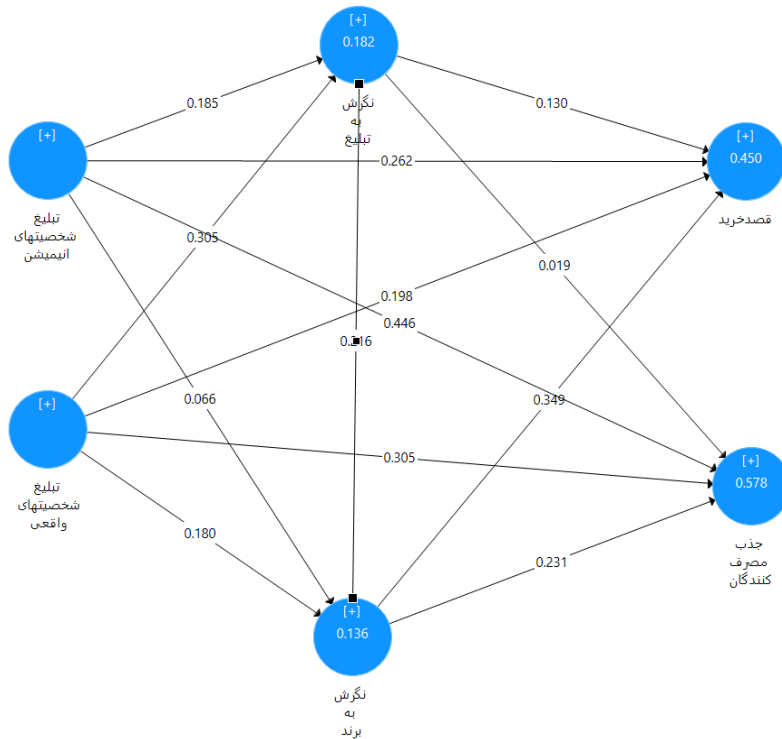 [+]
0.182
نگرش
به
تبلیغ
0.185
0.130
[+]
تبلیغ
شخصیتهای
انیمیشن
0.262
[+]
0.450
قصدخرید
0.305
0.019
0.198
0.446
0.066
0.349
[+]
تبلیغ
شخصیتهای
واقعی
0.305
[+]
0.578
جذب
مصرف
کنندگان
0.180
0.231
[+]
0.136
نگرش
به
برند